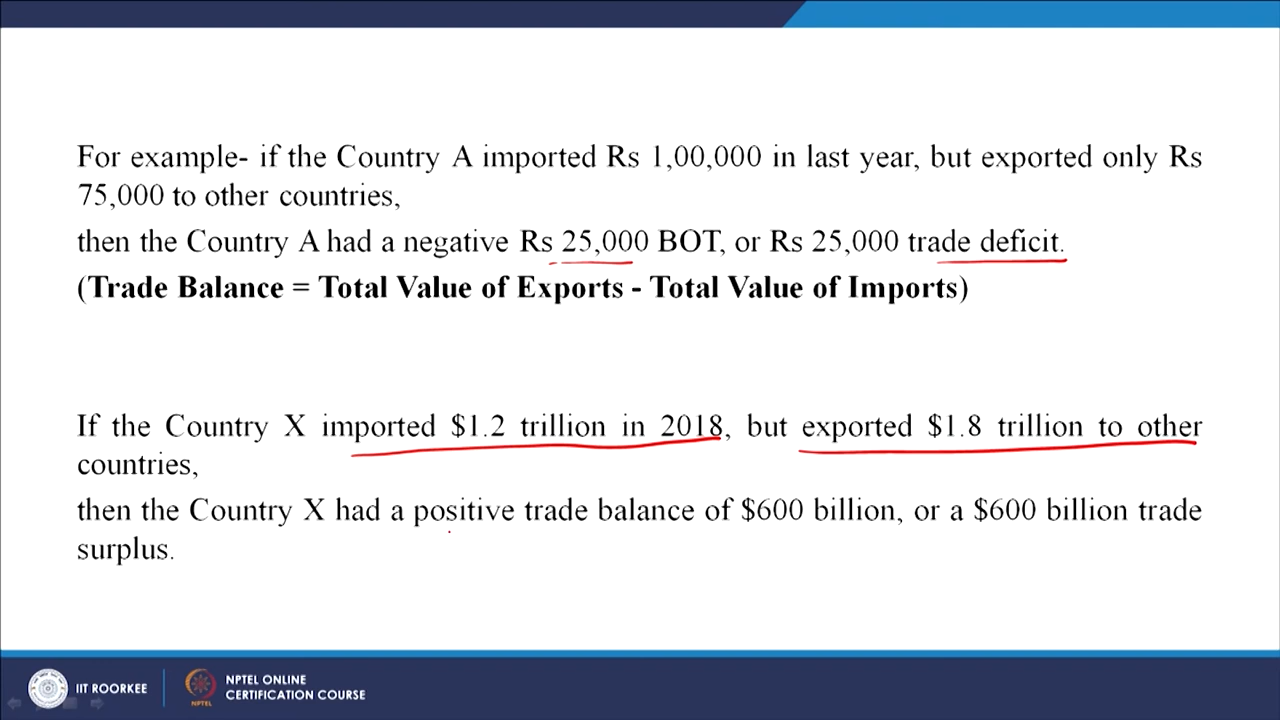 For example- if the Country A imported Rs 1,00,000 in last year, but exported only Rs
75,000 to other countries,
then the Country A had a negative Rs 25,000 BOT, or Rs 25,000 trade deficit.
(Trade Balance = Total Value of Exports - Total Value of Imports)
If the Country X imported $1.2 trillion in 2018, but exported $1.8 trillion to other
countries,
then the Country X had a positive trade balance of $600 billion, or a $600 billion trade
surplus.
IIT ROORKEE
NPTEL
NPTEL ONLINE
CERTIFICATION COURSE